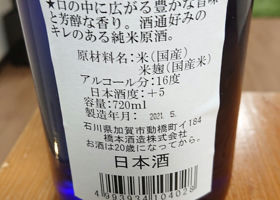 ★口の中に広がる豊かな旨味
と芳醇な香り。酒通好みの
キレのある純米原酒。
原材料名：米（国産）
米麹（国産米）
アルコール分：16度
日本酒度：+5
容量：720ml
製造年月：2021.5.
石川県加賀市動橋町イ184
橋本酒造株式会社
お酒は20歳になってから。
日本酒
4993934104028